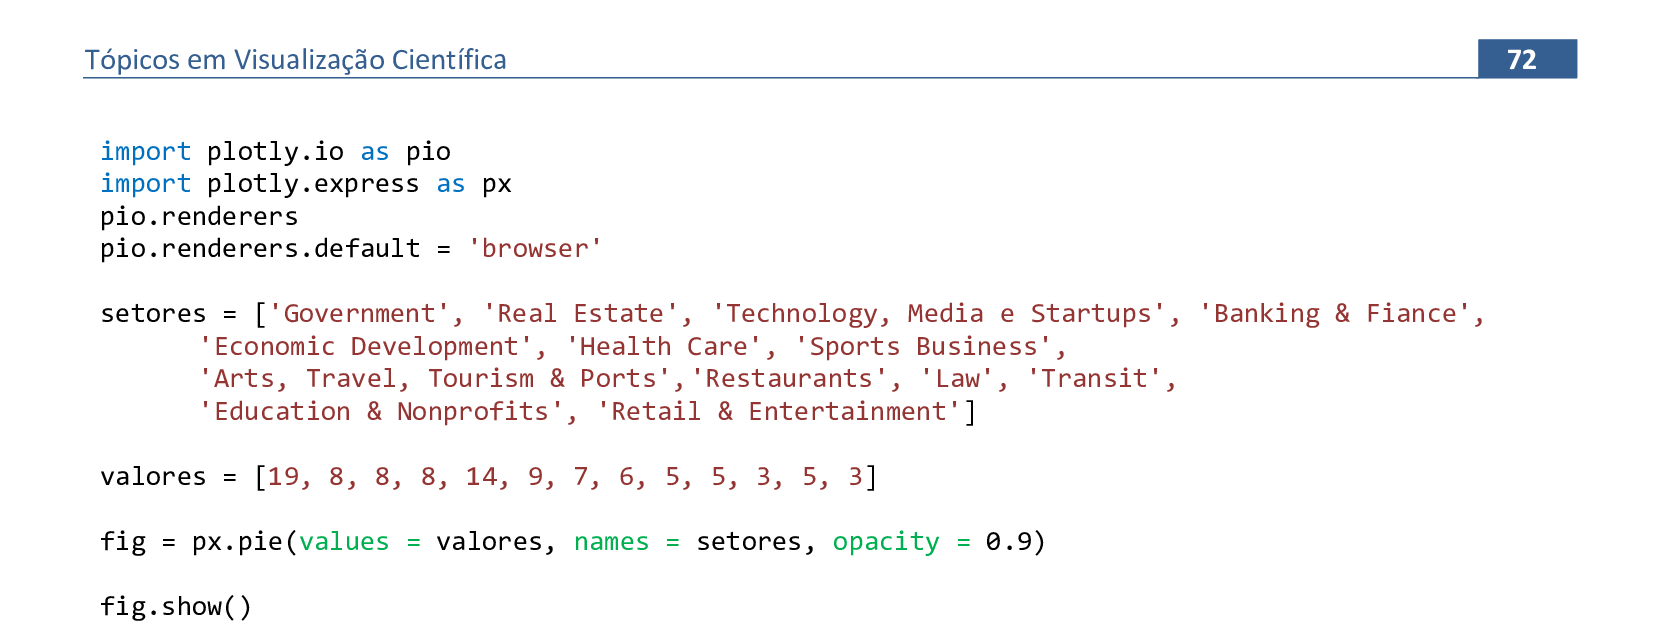 Tópicos em Visualização Científica
72
import plotly.io as pio
import plotly.express as px
pio.renderers
pio.renderers.default = 'browser'
setores = ['Government', 'Real Estate', 'Technology, Media e Startups', 'Banking & Fiance',
'Economic Development', 'Health Care', 'Sports Business',
'Arts, Travel, Tourism & Ports','Restaurants', 'Law', 'Transit',
'Education & Nonprofits', 'Retail & Entertainment']
valores = [19, 8, 8, 8, 14, 9, 7, 6, 5, 5, 3, 5, 3]
fig = px.pie(values = valores, names = setores, opacity = 0.9)
fig.show()